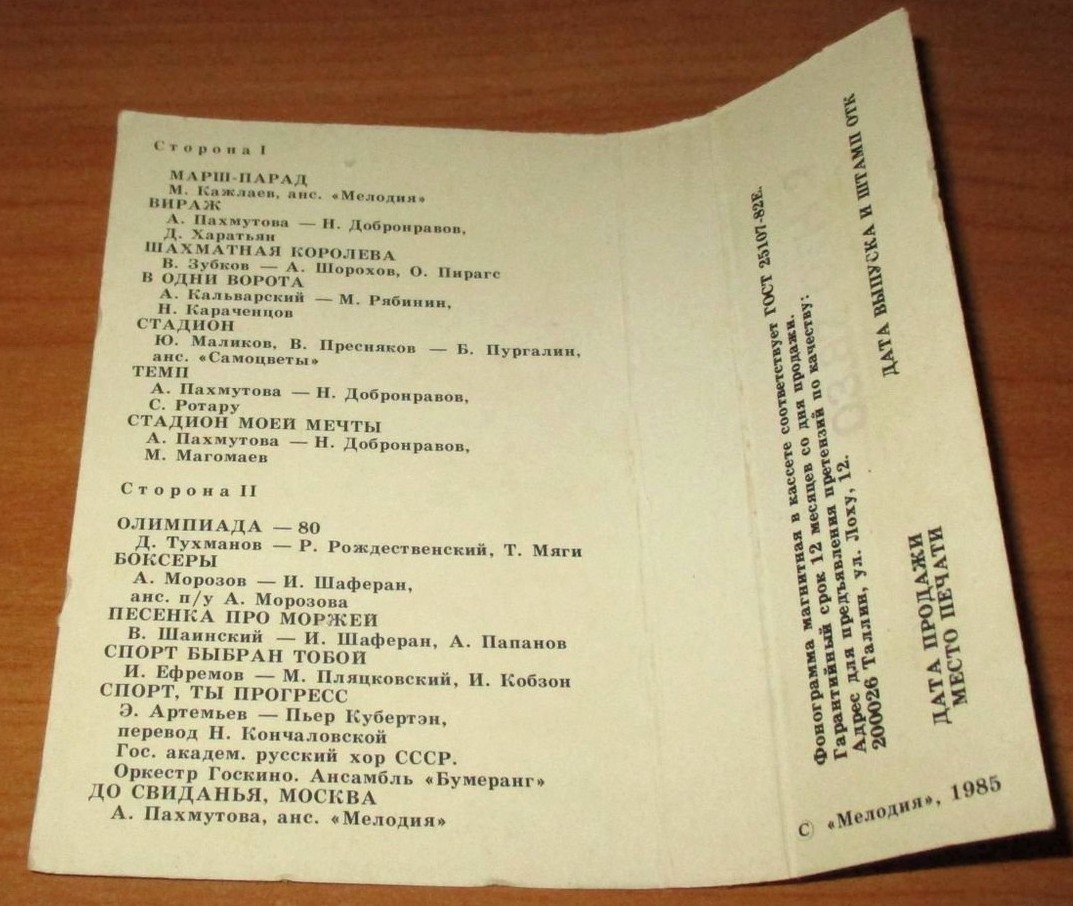 Сторона I
МАРШ-ПАРАД
М. Кажлаев, анс. «Мелодия»
ВИРАЖ
А. Пахмутова — Н. Добронравов,
Д. Харатьян
ШАХМАТНАЯ КОРОЛЕВА
В. Зубков — А. Шорохов, О. Пирагс
В ОДНИ ВОРОТА
А. Кальварский — М. Рябинин,
Н. Караченцов
СТАДИОН
Ю. Маликов, В. Пресняков — Б. Пургалин,
анс. «Самоцветы»
ТЕМП
А. Пахмутова — Н. Добронравов,
С. Ротару
СТАДИОН МОЕЙ МЕЧТЫ
А. Пахмутова — Н. Добронравов,
М. Магомаев
Сторона II
ОЛИМПИАДА — 80
Д. Тухманов — Р. Рождественский, Т. Мяги
БОКСЕРЫ
А. Морозов — И. Шаферан,
анс. п/у А. Морозова
ПЕСЕНКА ПРО МОРЖЕЙ
В. Шаинский — И. Шаферан, А. Папанов
СПОРТ ВЫБРАН ТОБОЙ
И. Ефремов — М. Пляцковский, И. Кобзон
СПОРТ, ТЫ ПРОГРЕСС
Э. Артемьев — Пьер Кубертэн,
перевод Н. Кончаловской
Гос. академ. русский хор СССР.
Оркестр Госкино. Ансамбль «Бумеранг»
ДО СВИДАНЬЯ, МОСКВА
А. Пахмутова, анс. «Мелодия»
Фонограмма магнитная в кассете соответствует ГОСТ 25107-82Е.
Гарантийный срок 12 месяцев со дня продажи.
Адрес для предъявления претензий по качеству:
200026 Таллин, ул. Лоху, 12.
ДАТА ВЫПУСКА И ШТАМП ОТК
ДАТА ПРОДАЖИ
МЕСТО ПЕЧАТИ
© «Мелодия», 1985